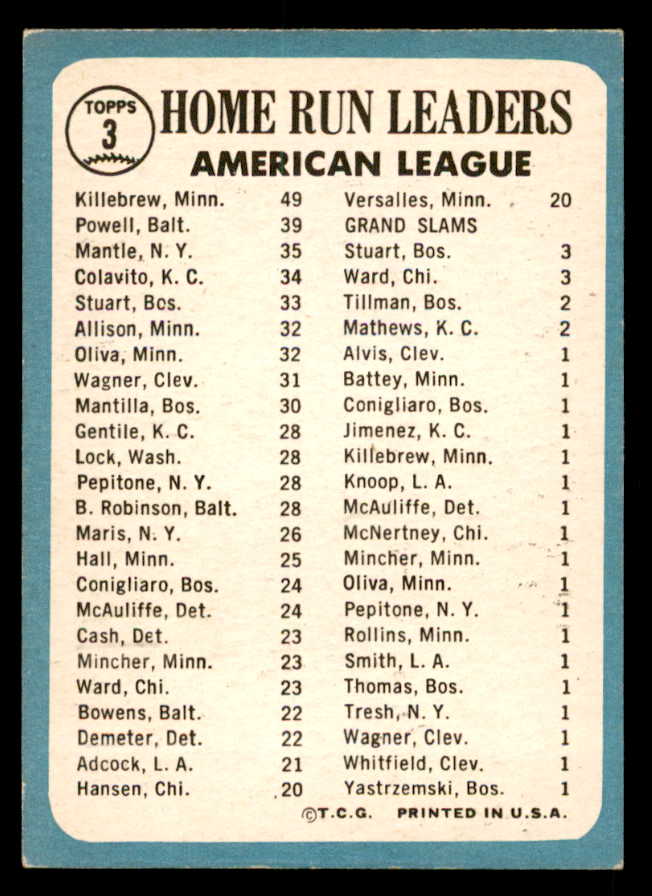 TOPPS
3
HOME RUN LEADERS
AMERICAN LEAGUE
Killebrew, Minn. 49
Powell, Balt. 39
Mantle, N. Y. 35
Colavito, K. C. 34
Stuart, Bos. 33
Allison, Minn. 32
Oliva, Minn. 32
Wagner, Clev. 31
Mantilla, Bos. 30
Gentile, K. C. 28
Lock, Wash. 28
Pepitone, N. Y. 28
B. Robinson, Balt. 28
Maris, N. Y. 26
Hall, Minn. 25
Conigliaro, Bos. 24
McAuliffe, Det. 24
Cash, Det. 23
Mincher, Minn. 23
Ward, Chi. 23
Bowens, Balt. 22
Demeter, Det. 22
Adcock, L. A. 21
Hansen, Chi. 20
Versalles, Minn. 20
GRAND SLAMS
Stuart, Bos. 3
Ward, Chi. 3
Tillman, Bos. 2
Mathews, K. C. 2
Alvis, Clev. 1
Battey, Minn. 1
Conigliaro, Bos. 1
Jimenez, K. C. 1
Killebrew, Minn. 1
Knoop, L. A. 1
McAuliffe, Det. 1
McNertney, Chi. 1
Mincher, Minn. 1
Oliva, Minn. 1
Pepitone, N. Y. 1
Rollins, Minn. 1
Smith, L. A. 1
Thomas, Bos. 1
Tresh, N. Y. 1
Wagner, Clev. 1
Whitfield, Clev. 1
Yastrzemski, Bos. 1
©T.C.G. PRINTED IN U.S.A.